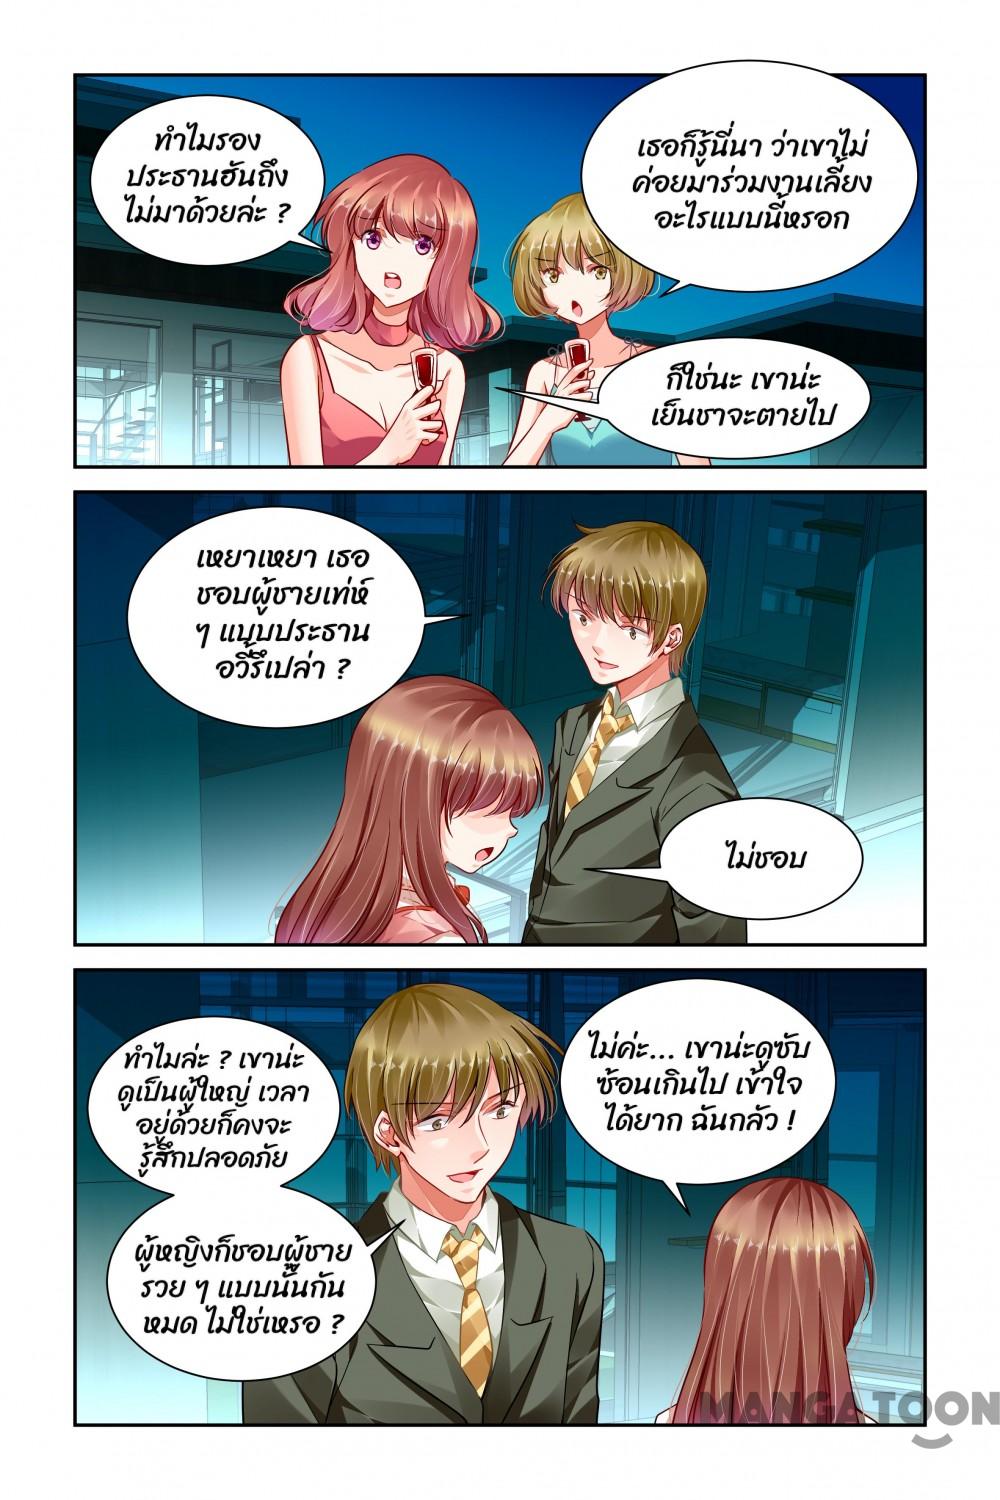 ทำไมรอง
ประธานฮันถึง
ไม่มาด้วยล่ะ ?
เธอก็รู้นี่นา ว่าเขาไม่
ค่อยมาร่วมงานเลี้ยง
อะไรแบบนี้หรอก
ก็ใช่นะ เขาน่ะ
เย็นชาจะตายไป
เหยาเหยา เธอ
ชอบผู้ชายเท่ห์
ๆ แบบประธาน
อวี้รึเปล่า ?
ไม่ชอบ
ทำไมล่ะ ? เขาน่ะ
ดูเป็นผู้ใหญ่ เวลา
อยู่ด้วยก็คงจะ
รู้สึกปลอดภัย
ผู้หญิงก็ชอบผู้ชาย
รวย ๆ แบบนั้นกัน
หมด ไม่ใช่เหรอ ?
ไม่ค่ะ... เขาน่ะดูซับ
ซ้อนเกินไป เข้าใจ
ได้ยาก ฉันกลัว !
MANGATOON